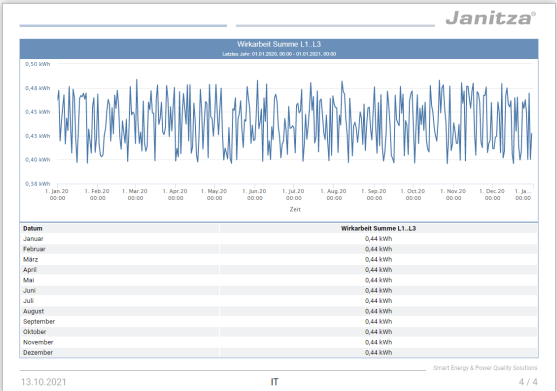 Janitza®
Wirkarbeit Summe L1..L3
Letztes Jahr: 01.01.2020, 00:00 - 01.01.2021, 00:00
0,50 kWh
0,48 kWh
0,45 kWh
0,43 kWh
0,40 kWh
0,38 kWh
1. Jan.20 1. Feb.20 1. Mar.20 1. Apr.20 1. May.20 1. Jun.20 1. Jul.20 1. Aug.20 1. Sep.20 1. Oct.20 1. Nov.20 1. Dec.20 1. Ja...
00:00 00:00 00:00 00:00 00:00 00:00 00:00 00:00 00:00 00:00 00:00 00:00 00:00
Zeit
Datum Wirkarbeit Summe L1..L3
Januar 0,44 kWh
Februar 0,44 kWh
März 0,44 kWh
April 0,44 kWh
Mai 0,44 kWh
Juni 0,44 kWh
Juli 0,44 kWh
August 0,44 kWh
September 0,44 kWh
Oktober 0,44 kWh
November 0,44 kWh
Dezember 0,44 kWh
Smart Energy & Power Quality Solutions
13.10.2021 IT 4 / 4